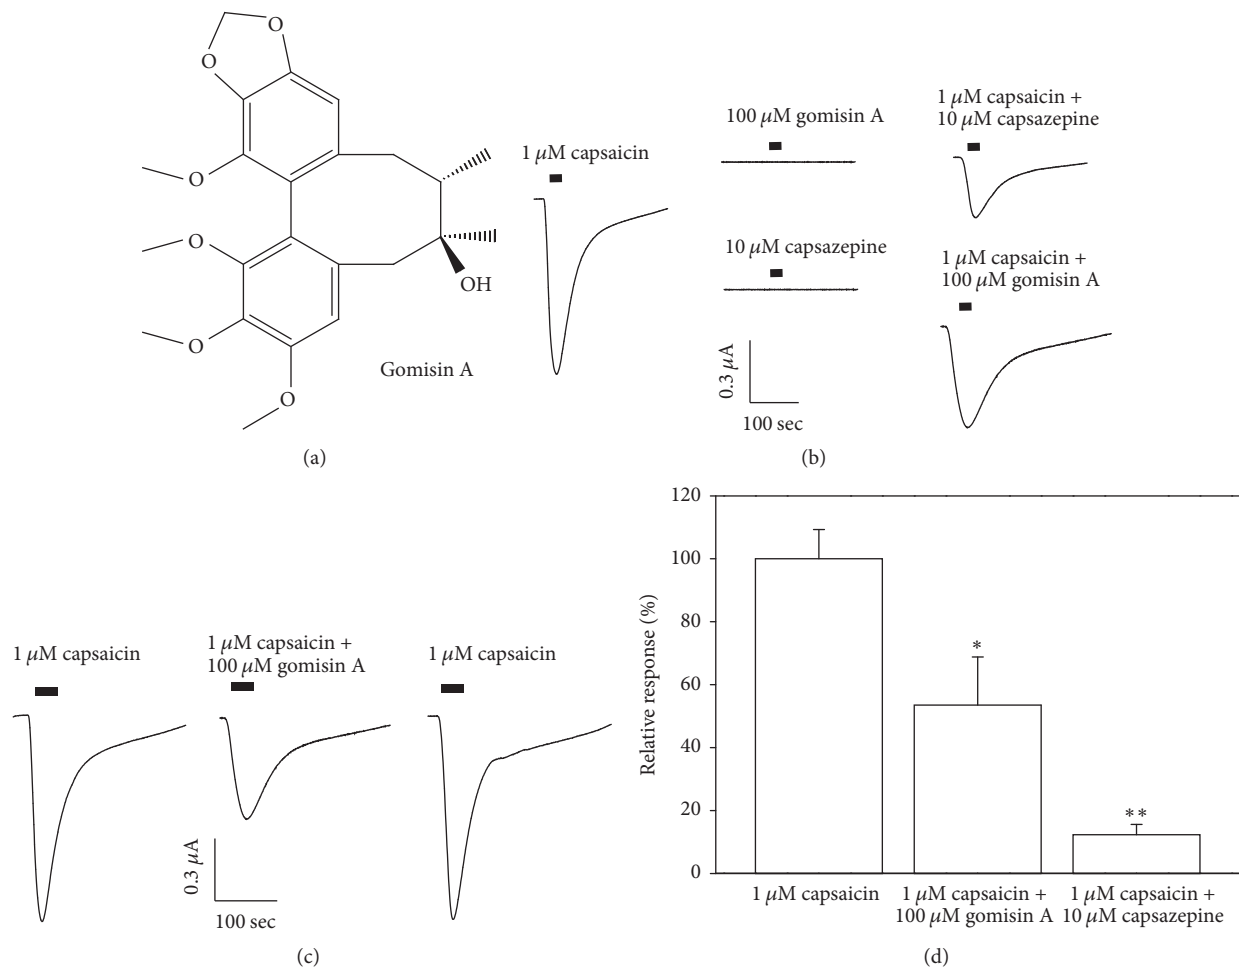 O
O
O
O
O
O
OH
Gomisin A
(a)
1 μM capsaicin
100 μM gomisin A
10 μM capsazepine
1 μM capsaicin +
10 μM capsazepine
1 μM capsaicin +
100 μM gomisin A
0.3 μA
100 sec
(b)
1 μM capsaicin
1 μM capsaicin +
100 μM gomisin A
1 μM capsaicin
0.3 μA
100 sec
(c)
Relative response (%)
120
100
80
60
40
20
0
*
**
1 μM capsaicin
1 μM capsaicin +
100 μM gomisin A
1 μM capsaicin +
10 μM capsazepine
(d)